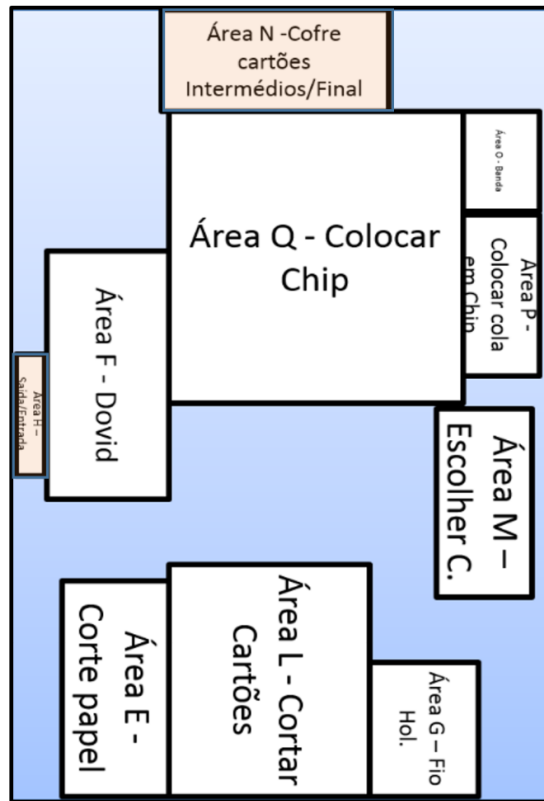 Área N -Cofre
cartões
Intermédios/Final
Área Q - Colocar
Chip
Área O - Banda
Área P -
Colocar cola
em Chip
Área F - Dovid
Área H –
Saída/Entrada
Área M –
Escolher C.
Área E -
Corte papel
Área L - Cortar
Cartões
Área G – Fio
Hol.